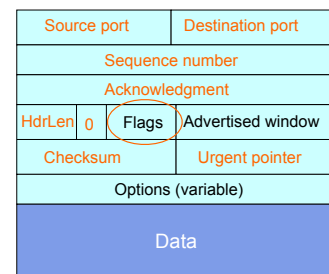 Source port Destination port
Sequence number
Acknowledgment
HdrLen 0 Flags Advertised window
Checksum Urgent pointer
Options (variable)
Data